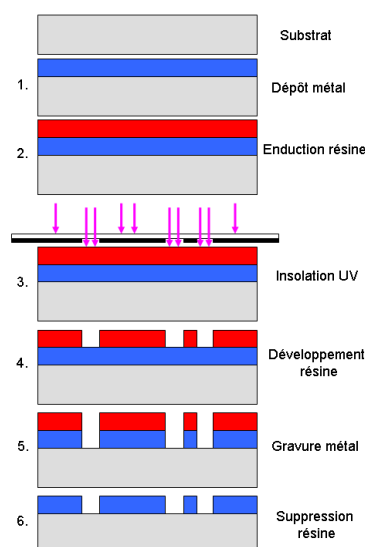 Substrat
1.
Dépôt métal
2.
Enduction résine
3.
Insolation UV
4.
Développement
résine
5.
Gravure métal
6.
Suppression
résine